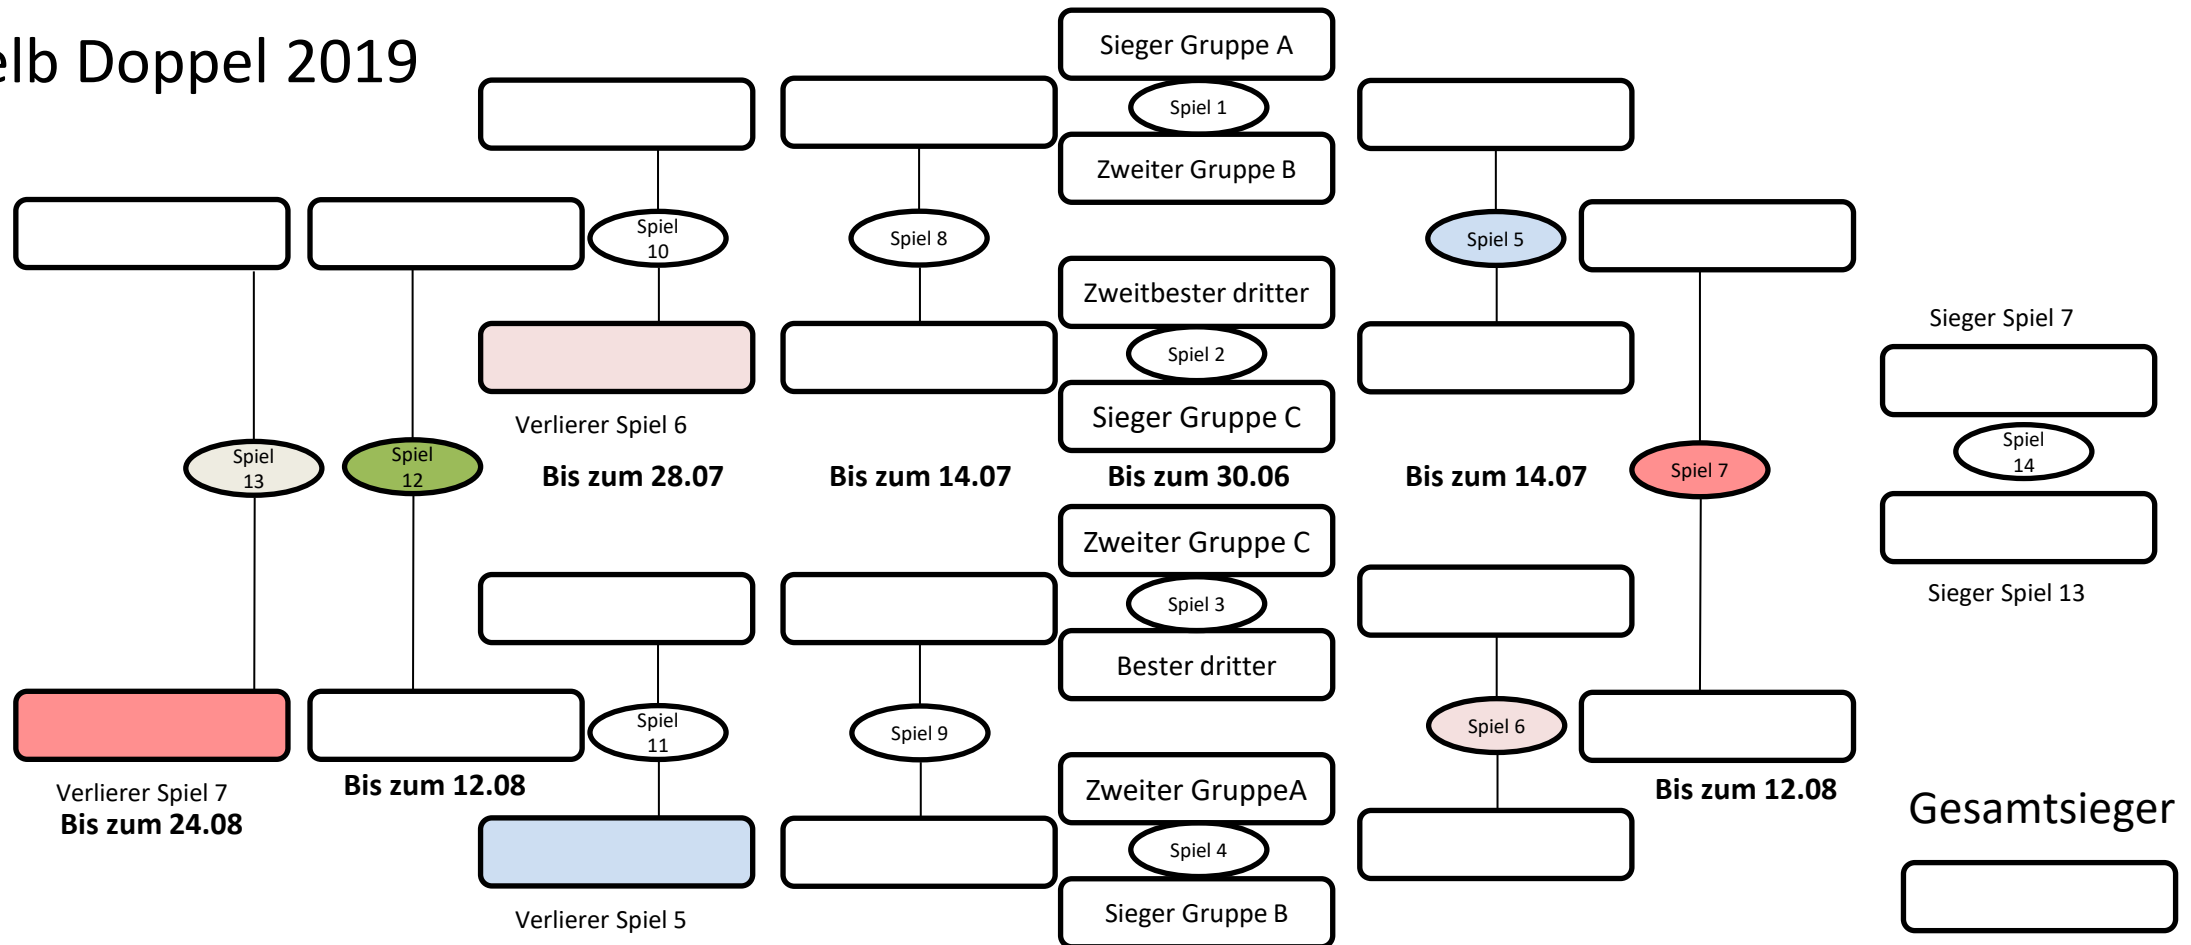 elb Doppel 2019
Sieger Gruppe A
Spiel 1
Zweiter Gruppe B
Spiel
10
Spiel 8
Spiel 5
Zweitbester dritter
Spiel 2
Sieger Gruppe C
Sieger Spiel 7
Verlierer Spiel 6
Spiel
13
Spiel
12
Bis zum 28.07
Bis zum 14.07
Bis zum 30.06
Bis zum 14.07
Spiel 7
Spiel
14
Zweiter Gruppe C
Spiel 3
Bester dritter
Sieger Spiel 13
Spiel
11
Spiel 9
Spiel 6
Verlierer Spiel 7
Bis zum 24.08
Bis zum 12.08
Zweiter GruppeA
Spiel 4
Sieger Gruppe B
Bis zum 12.08
Gesamtsieger
Verlierer Spiel 5